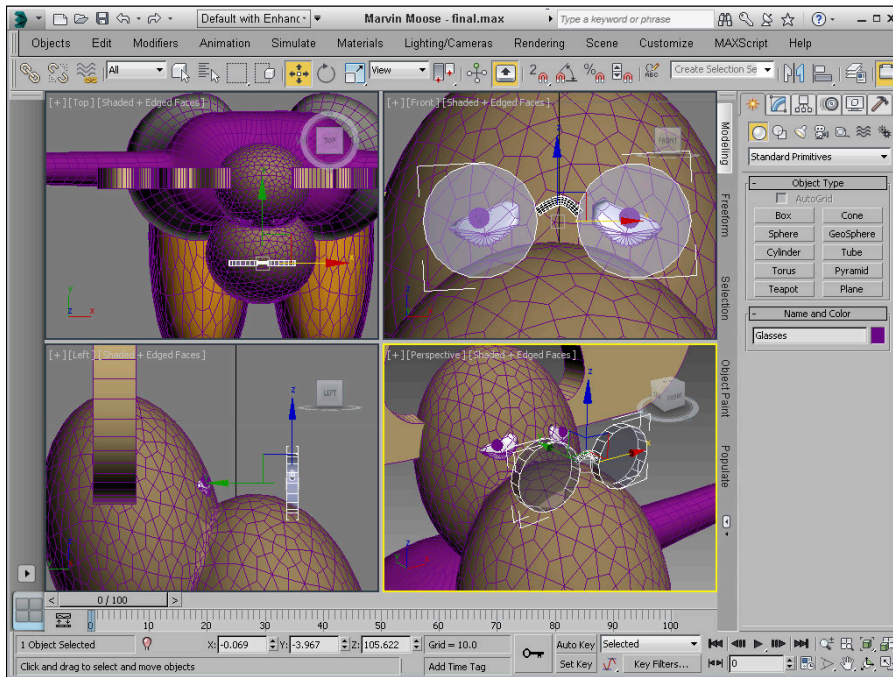 Default with Enhanc
Marvin Moose - final.max
Type a keyword or phrase
Objects Edit Modifiers Animation Simulate Materials Lighting/Cameras Rendering Scene Customize MAXScript Help
All
View
2
Create Selection Se
ABC
[+] [Top] [Shaded + Edged Faces]
TOP
y
x
[+] [Front] [Shaded + Edged Faces]
FRONT
z
z
x
[+] [Left] [Shaded + Edged Faces]
LEFT
z
[+] [Perspective] [Shaded + Edged Faces]
z
x
Modeling
Freeform
Selection
Object Paint
Populate
Standard Primitives
- Object Type
AutoGrid
Box Cone
Sphere GeoSphere
Cylinder Tube
Torus Pyramid
Teapot Plane
- Name and Color
Glasses
< 0 / 100 >
0 10 20 30 40 50 60 70 80 90 100
1 Object Selected X: -0.069 Y: -3.967 Z: 105.622 Grid = 10.0 Auto Key Selected
Click and drag to select and move objects Add Time Tag Set Key Key Filters... 0